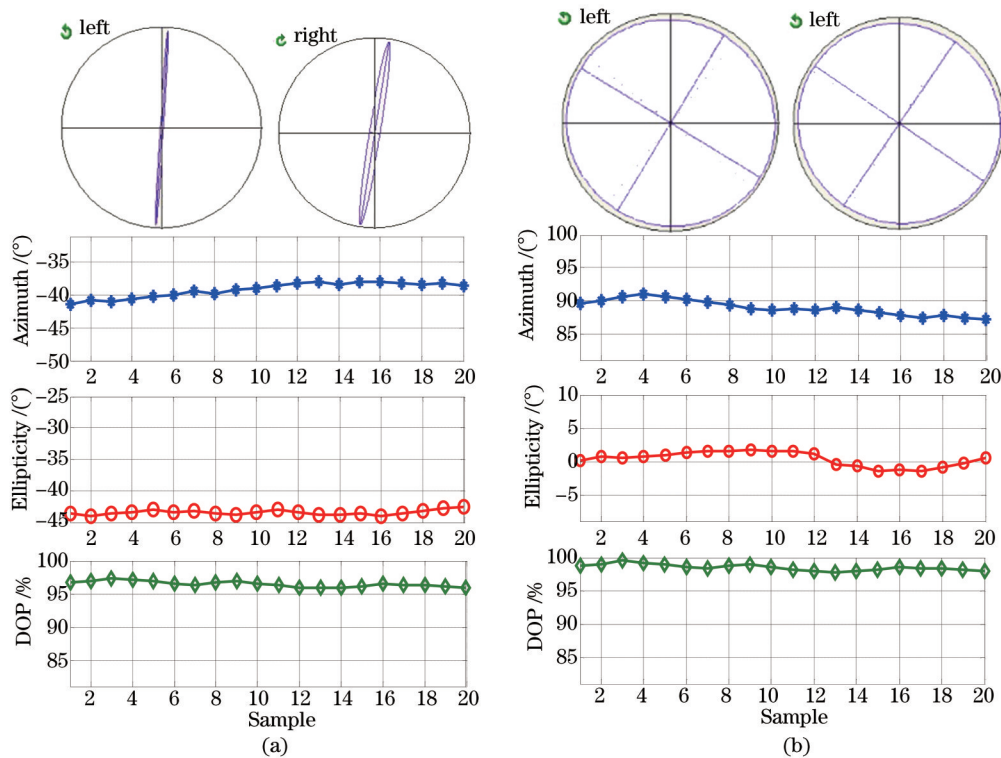 left
right
Azimuth /(°)
−35
−40
−45
−50
2 4 6 8 10 12 14 16 18 20
Ellipticity /(°)
−25
−30
−35
−40
−45
2 4 6 8 10 12 14 16 18 20
DOP /%
100
95
90
85
2 4 6 8 10 12 14 16 18 20
Sample
(a)
left
left
Azimuth /(°)
100
95
90
85
2 4 6 8 10 12 14 16 18 20
Ellipticity /(°)
10
5
0
−5
2 4 6 8 10 12 14 16 18 20
DOP /%
100
95
90
85
2 4 6 8 10 12 14 16 18 20
Sample
(b)